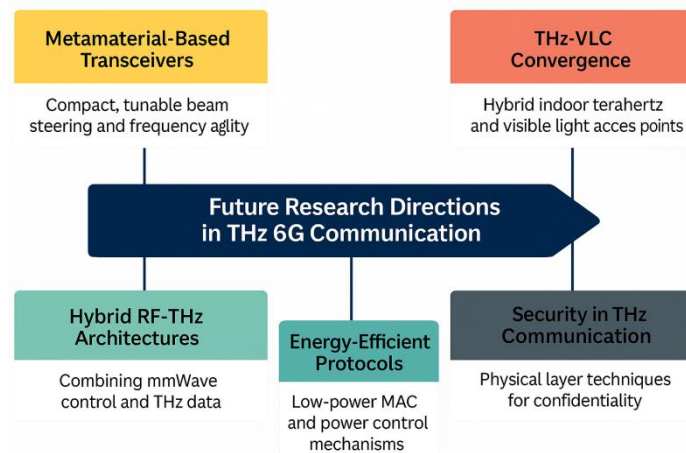 Metamaterial-Based
Transceivers
Compact, tunable beam
steering and frequency aglity
THz-VLC
Convergence
Hybrid indoor terahertz
and visible light acces points
Future Research Directions
in THz 6G Communication
Hybrid RF-THz
Architectures
Combining mmWave
control and THz data
Energy-Efficient
Protocols
Low-power MAC
and power control
mechanisms
Security in THz
Communication
Physical layer techniques
for confidentiality